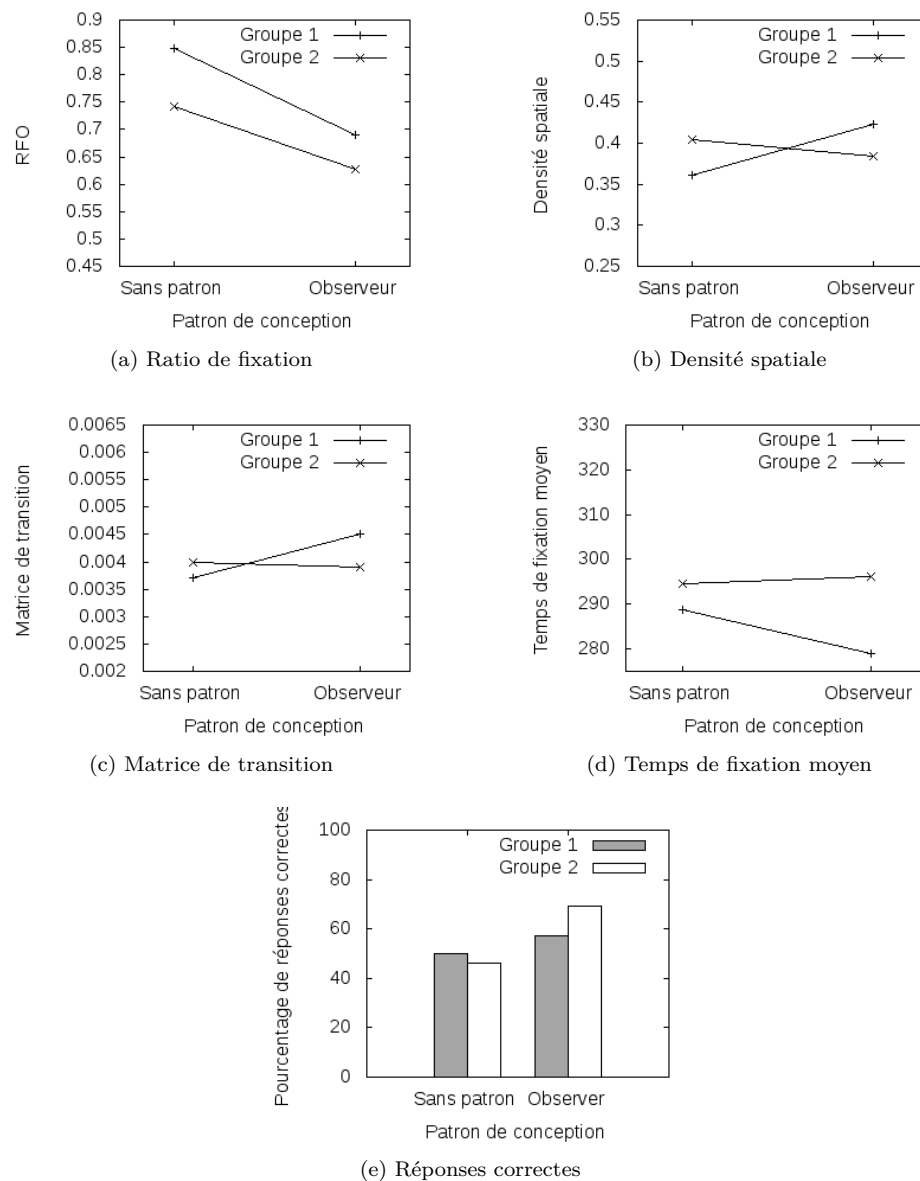 0.9
0.85
0.8
0.75
0.7
0.65
0.6
0.55
0.5
0.45
RFO
Groupe 1
Groupe 2
Sans patron
Observeur
Patron de conception
(a) Ratio de fixation
0.55
0.5
0.45
0.4
0.35
0.3
0.25
Densité spatiale
Groupe 1
Groupe 2
Sans patron
Observeur
Patron de conception
(b) Densité spatiale
0.0065
0.006
0.0055
0.005
0.0045
0.004
0.0035
0.003
0.0025
0.002
Matrice de transition
Groupe 1
Groupe 2
Sans patron
Observeur
Patron de conception
(c) Matrice de transition
330
320
310
300
290
280
Temps de fixation moyen
Groupe 1
Groupe 2
Sans patron
Observeur
Patron de conception
(d) Temps de fixation moyen
100
80
60
40
20
0
Pourcentage de réponses correctes
Groupe 1
Groupe 2
Sans patron
Observer
Patron de conception
(e) Réponses correctes